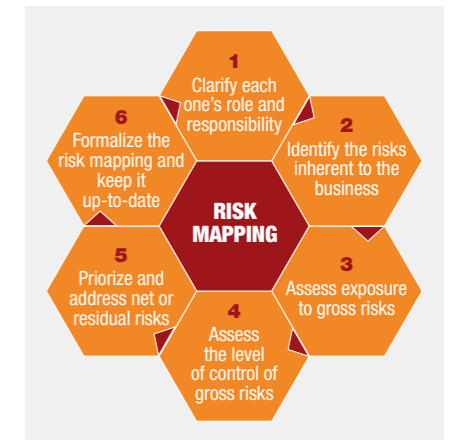 1
Clarify each
one's role and
responsibility
2
Identify the risks
inherent to the
business
3
Assess exposure
to gross risks
4
Assess
the level
of control of
gross risks
5
Priorize and
address net or
residual risks
6
Formalize the
risk mapping and
keep it
up-to-date
RISK
MAPPING